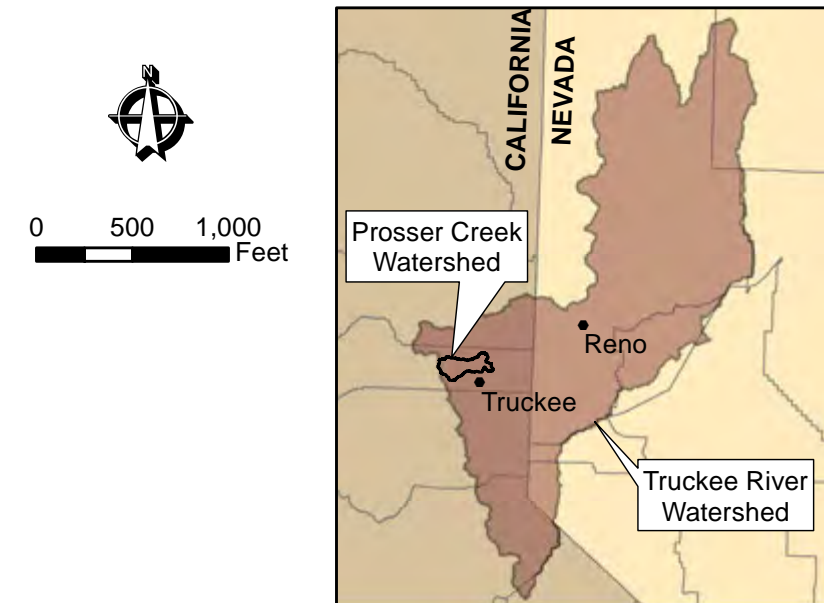 N
0 500 1,000
Feet
CALIFORNIA
NEVADA
Prosser Creek
Watershed
Reno
Truckee
Truckee River
Watershed